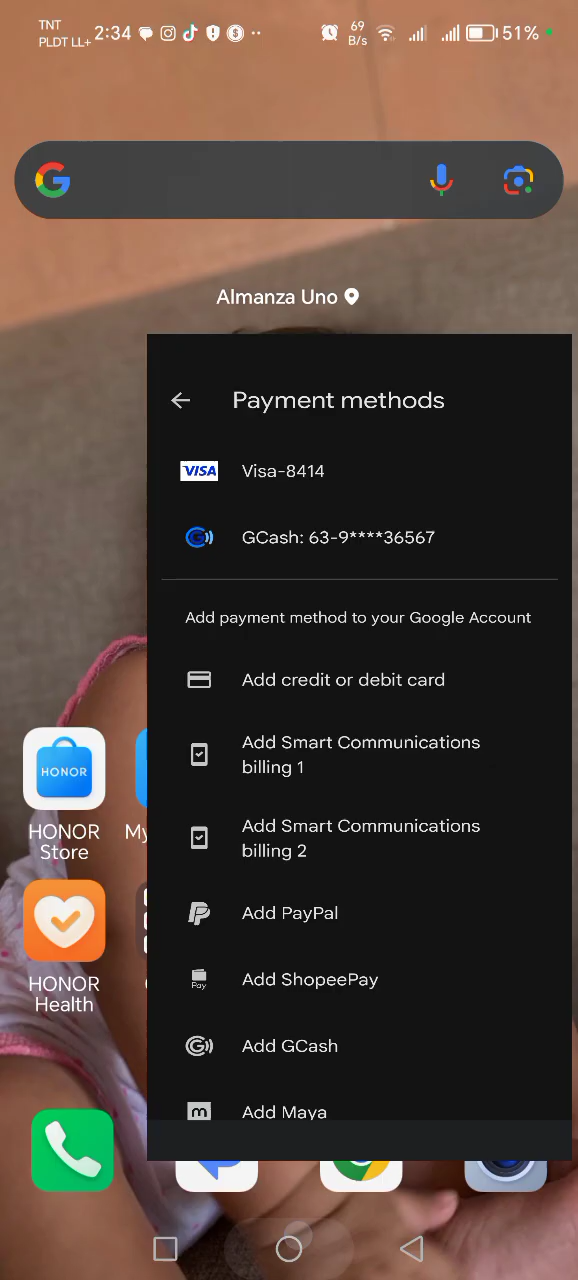 TNT
PLDT LL+
2:34
69
B/s
51%
Almanza Uno
Payment methods
VISA
Visa-8414
GCash: 63-9****36567
Add payment method to your Google Account
Add credit or debit card
Add Smart Communications
billing 1
Add Smart Communications
billing 2
Add PayPal
Pay
Add ShopeePay
Add GCash
m
Add Maya
HONOR
HONOR
Store
My
HONOR
Health